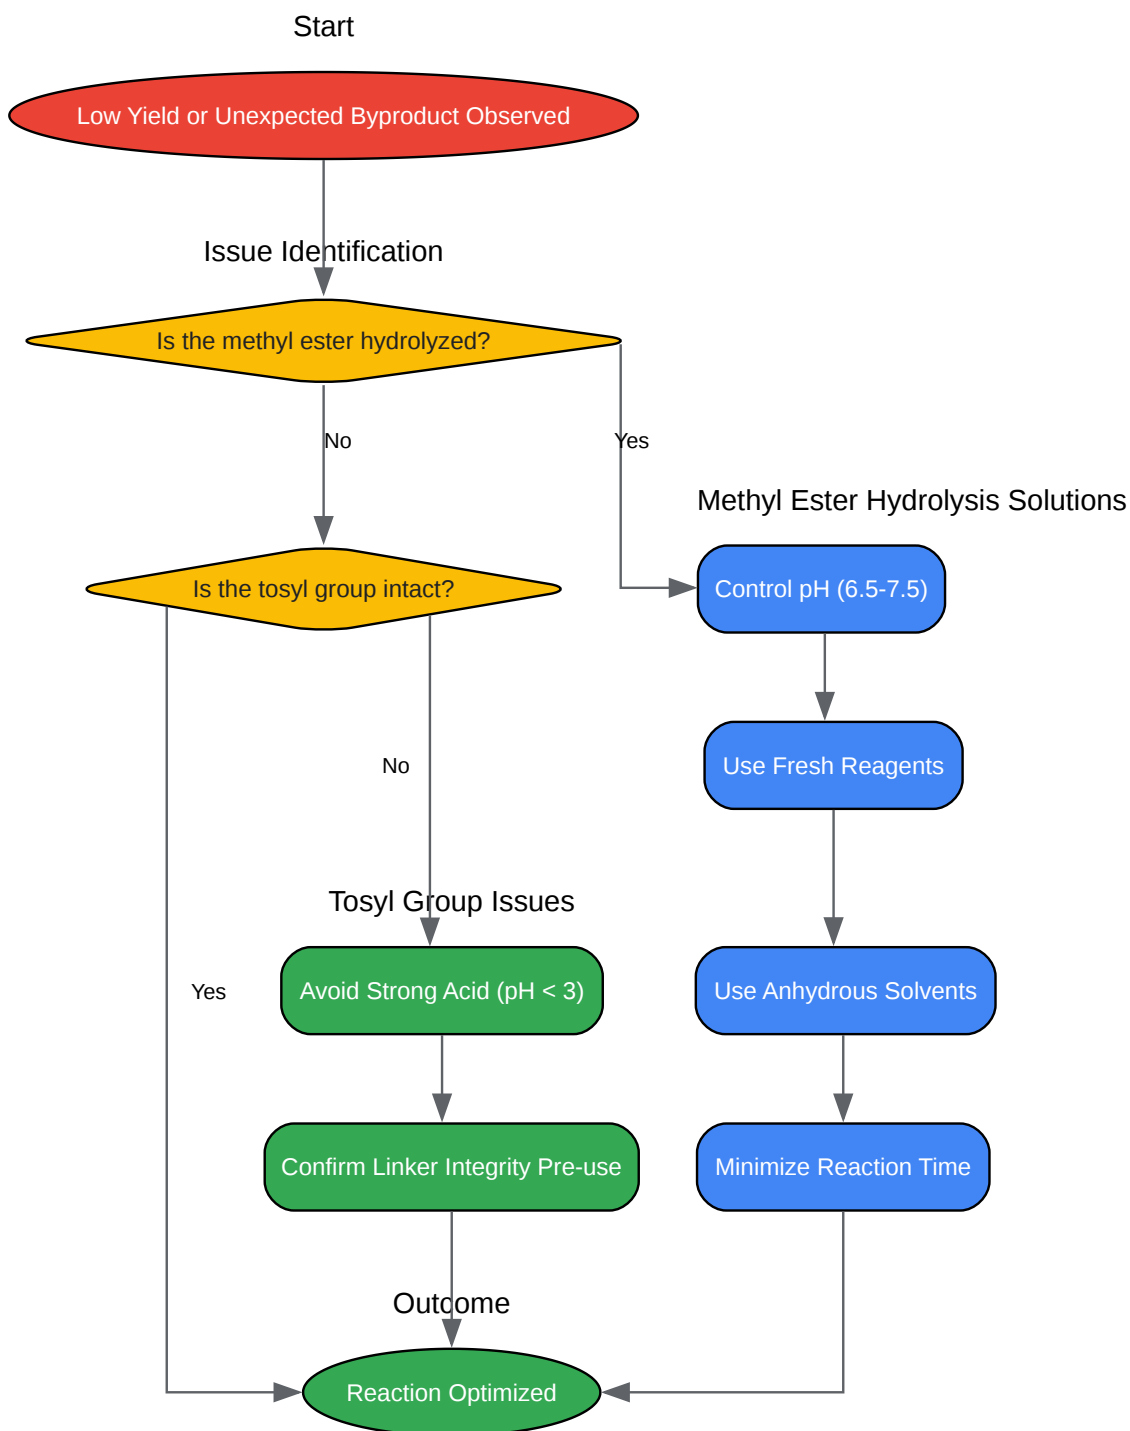 Start
Low Yield or Unexpected Byproduct Observed
Issue Identification
Is the methyl ester hydrolyzed?
No
Yes
Methyl Ester Hydrolysis Solutions
Is the tosyl group intact?
Control pH (6.5-7.5)
No
Use Fresh Reagents
Tosyl Group Issues
Yes
Avoid Strong Acid (pH < 3)
Use Anhydrous Solvents
Confirm Linker Integrity Pre-use
Minimize Reaction Time
Outcome
Reaction Optimized